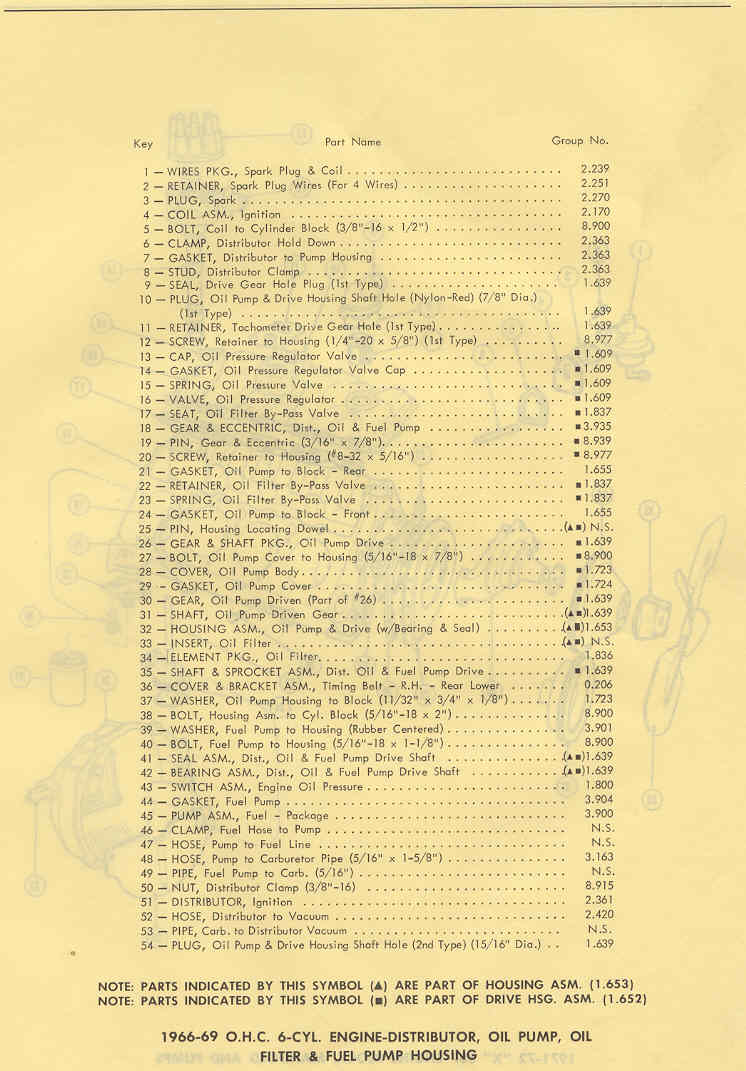 Key Part Name Group No.
1 — WIRES PKG., Spark Plug & Coil . . . . . . . . . . 2.239
2 — RETAINER, Spark Plug Wires (For 4 Wires) . . . . . . . . . . 2.251
3 — PLUG, Spark . . . . . . . . . . 2.270
4 — COIL ASM., Ignition . . . . . . . . . . 2.170
5 — BOLT, Coil to Cylinder Block (3/8"-16 x 1/2") . . . . . . . . . . 8.900
6 — CLAMP, Distributor Hold Down . . . . . . . . . . 2.363
7 — GASKET, Distributor to Pump Housing . . . . . . . . . . 2.363
8 — STUD, Distributor Clamp . . . . . . . . . . 2.363
9 — SEAL, Drive Gear Hole Plug (1st Type) . . . . . . . . . . 1.639
10 — PLUG, Oil Pump & Drive Housing Shaft Hole (Nylon-Red) (7/8" Dia.)
(1st Type) . . . . . . . . . . 1.639
11 — RETAINER, Tachometer Drive Gear Hole (1st Type) . . . . . . . . . . 1.639
12 — SCREW, Retainer to Housing (1/4"-20 x 5/8") (1st Type) . . . . . . . . . . 8.977
13 — CAP, Oil Pressure Regulator Valve . . . . . . . . . . ■ 1.609
14 — GASKET, Oil Pressure Regulator Valve Cap . . . . . . . . . . ■ 1.609
15 — SPRING, Oil Pressure Valve . . . . . . . . . . ■ 1.609
16 — VALVE, Oil Pressure Regulator . . . . . . . . . . ■ 1.609
17 — SEAT, Oil Filter By-Pass Valve . . . . . . . . . . ■ 1.837
18 — GEAR & ECCENTRIC, Dist., Oil & Fuel Pump . . . . . . . . . . ■ 3.935
19 — PIN, Gear & Eccentric (3/16" x 7/8") . . . . . . . . . . ■ 8.939
20 — SCREW, Retainer to Housing (#8-32 x 5/16") . . . . . . . . . . ■ 8.977
21 — GASKET, Oil Pump to Block - Rear . . . . . . . . . . 1.655
22 — RETAINER, Oil Filter By-Pass Valve . . . . . . . . . . ■ 1.837
23 — SPRING, Oil Filter By-Pass Valve . . . . . . . . . . ■ 1.837
24 — GASKET, Oil Pump to Block - Front . . . . . . . . . . 1.655
25 — PIN, Housing Locating Dowel . . . . . . . . . . (▲ ■) N.S.
26 — GEAR & SHAFT PKG., Oil Pump Drive . . . . . . . . . . ■ 1.639
27 — BOLT, Oil Pump Cover to Housing (5/16"-18 x 7/8") . . . . . . . . . . ■ 8.900
28 — COVER, Oil Pump Body . . . . . . . . . . ■ 1.723
29 - GASKET, Oil Pump Cover . . . . . . . . . . ■ 1.724
30 — GEAR, Oil Pump Driven (Part of #26) . . . . . . . . . . ■ 1.639
31 — SHAFT, Oil Pump Driven Gear . . . . . . . . . . (▲ ■) 1.639
32 — HOUSING ASM., Oil Pump & Drive (w/Bearing & Seal) . . . . . . . . . . (▲ ■) 1.653
33 — INSERT, Oil Filter . . . . . . . . . . (▲ ■) N.S.
34 — ELEMENT PKG., Oil Filter . . . . . . . . . . 1.836
35 — SHAFT & SPROCKET ASM., Dist. Oil & Fuel Pump Drive . . . . . . . . . . ■ 1.639
36 — COVER & BRACKET ASM., Timing Belt - R.H. - Rear Lower . . . . . . . 0.206
37 — WASHER, Oil Pump Housing to Block (11/32" x 3/4" x 1/8") . . . . . . . 1.723
38 — BOLT, Housing Asm. to Cyl. Block (5/16"-18 x 2") . . . . . . . . . . 8.900
39 — WASHER, Fuel Pump to Housing (Rubber Centered) . . . . . . . . . . 3.901
40 — BOLT, Fuel Pump to Housing (5/16"-18 x 1-1/8") . . . . . . . . . . 8.900
41 — SEAL ASM., Dist., Oil & Fuel Pump Drive Shaft . . . . . . . . . . (▲ ■) 1.639
42 — BEARING ASM., Dist., Oil & Fuel Pump Drive Shaft . . . . . . . . . . (▲ ■) 1.639
43 — SWITCH ASM., Engine Oil Pressure . . . . . . . . . . 1.800
44 — GASKET, Fuel Pump . . . . . . . . . . 3.904
45 — PUMP ASM., Fuel - Package . . . . . . . . . . 3.900
46 — CLAMP, Fuel Hose to Pump . . . . . . . . . . N.S.
47 — HOSE, Pump to Fuel Line . . . . . . . . . . N.S.
48 — HOSE, Pump to Carburetor Pipe (5/16" x 1-5/8") . . . . . . . . . . 3.163
49 — PIPE, Fuel Pump to Carb. (5/16") . . . . . . . . . . N.S.
50 — NUT, Distributor Clamp (3/8"-16) . . . . . . . . . . 8.915
51 — DISTRIBUTOR, Ignition . . . . . . . . . . 2.361
52 — HOSE, Distributor to Vacuum . . . . . . . . . . 2.420
53 — PIPE, Carb. to Distributor Vacuum . . . . . . . . . . N.S.
54 — PLUG, Oil Pump & Drive Housing Shaft Hole (2nd Type) (15/16" Dia.) . . 1.639
NOTE: PARTS INDICATED BY THIS SYMBOL (▲) ARE PART OF HOUSING ASM. (1.653)
NOTE: PARTS INDICATED BY THIS SYMBOL (■) ARE PART OF DRIVE HSG. ASM. (1.652)
1966-69 O.H.C. 6-CYL. ENGINE-DISTRIBUTOR, OIL PUMP, OIL
FILTER & FUEL PUMP HOUSING